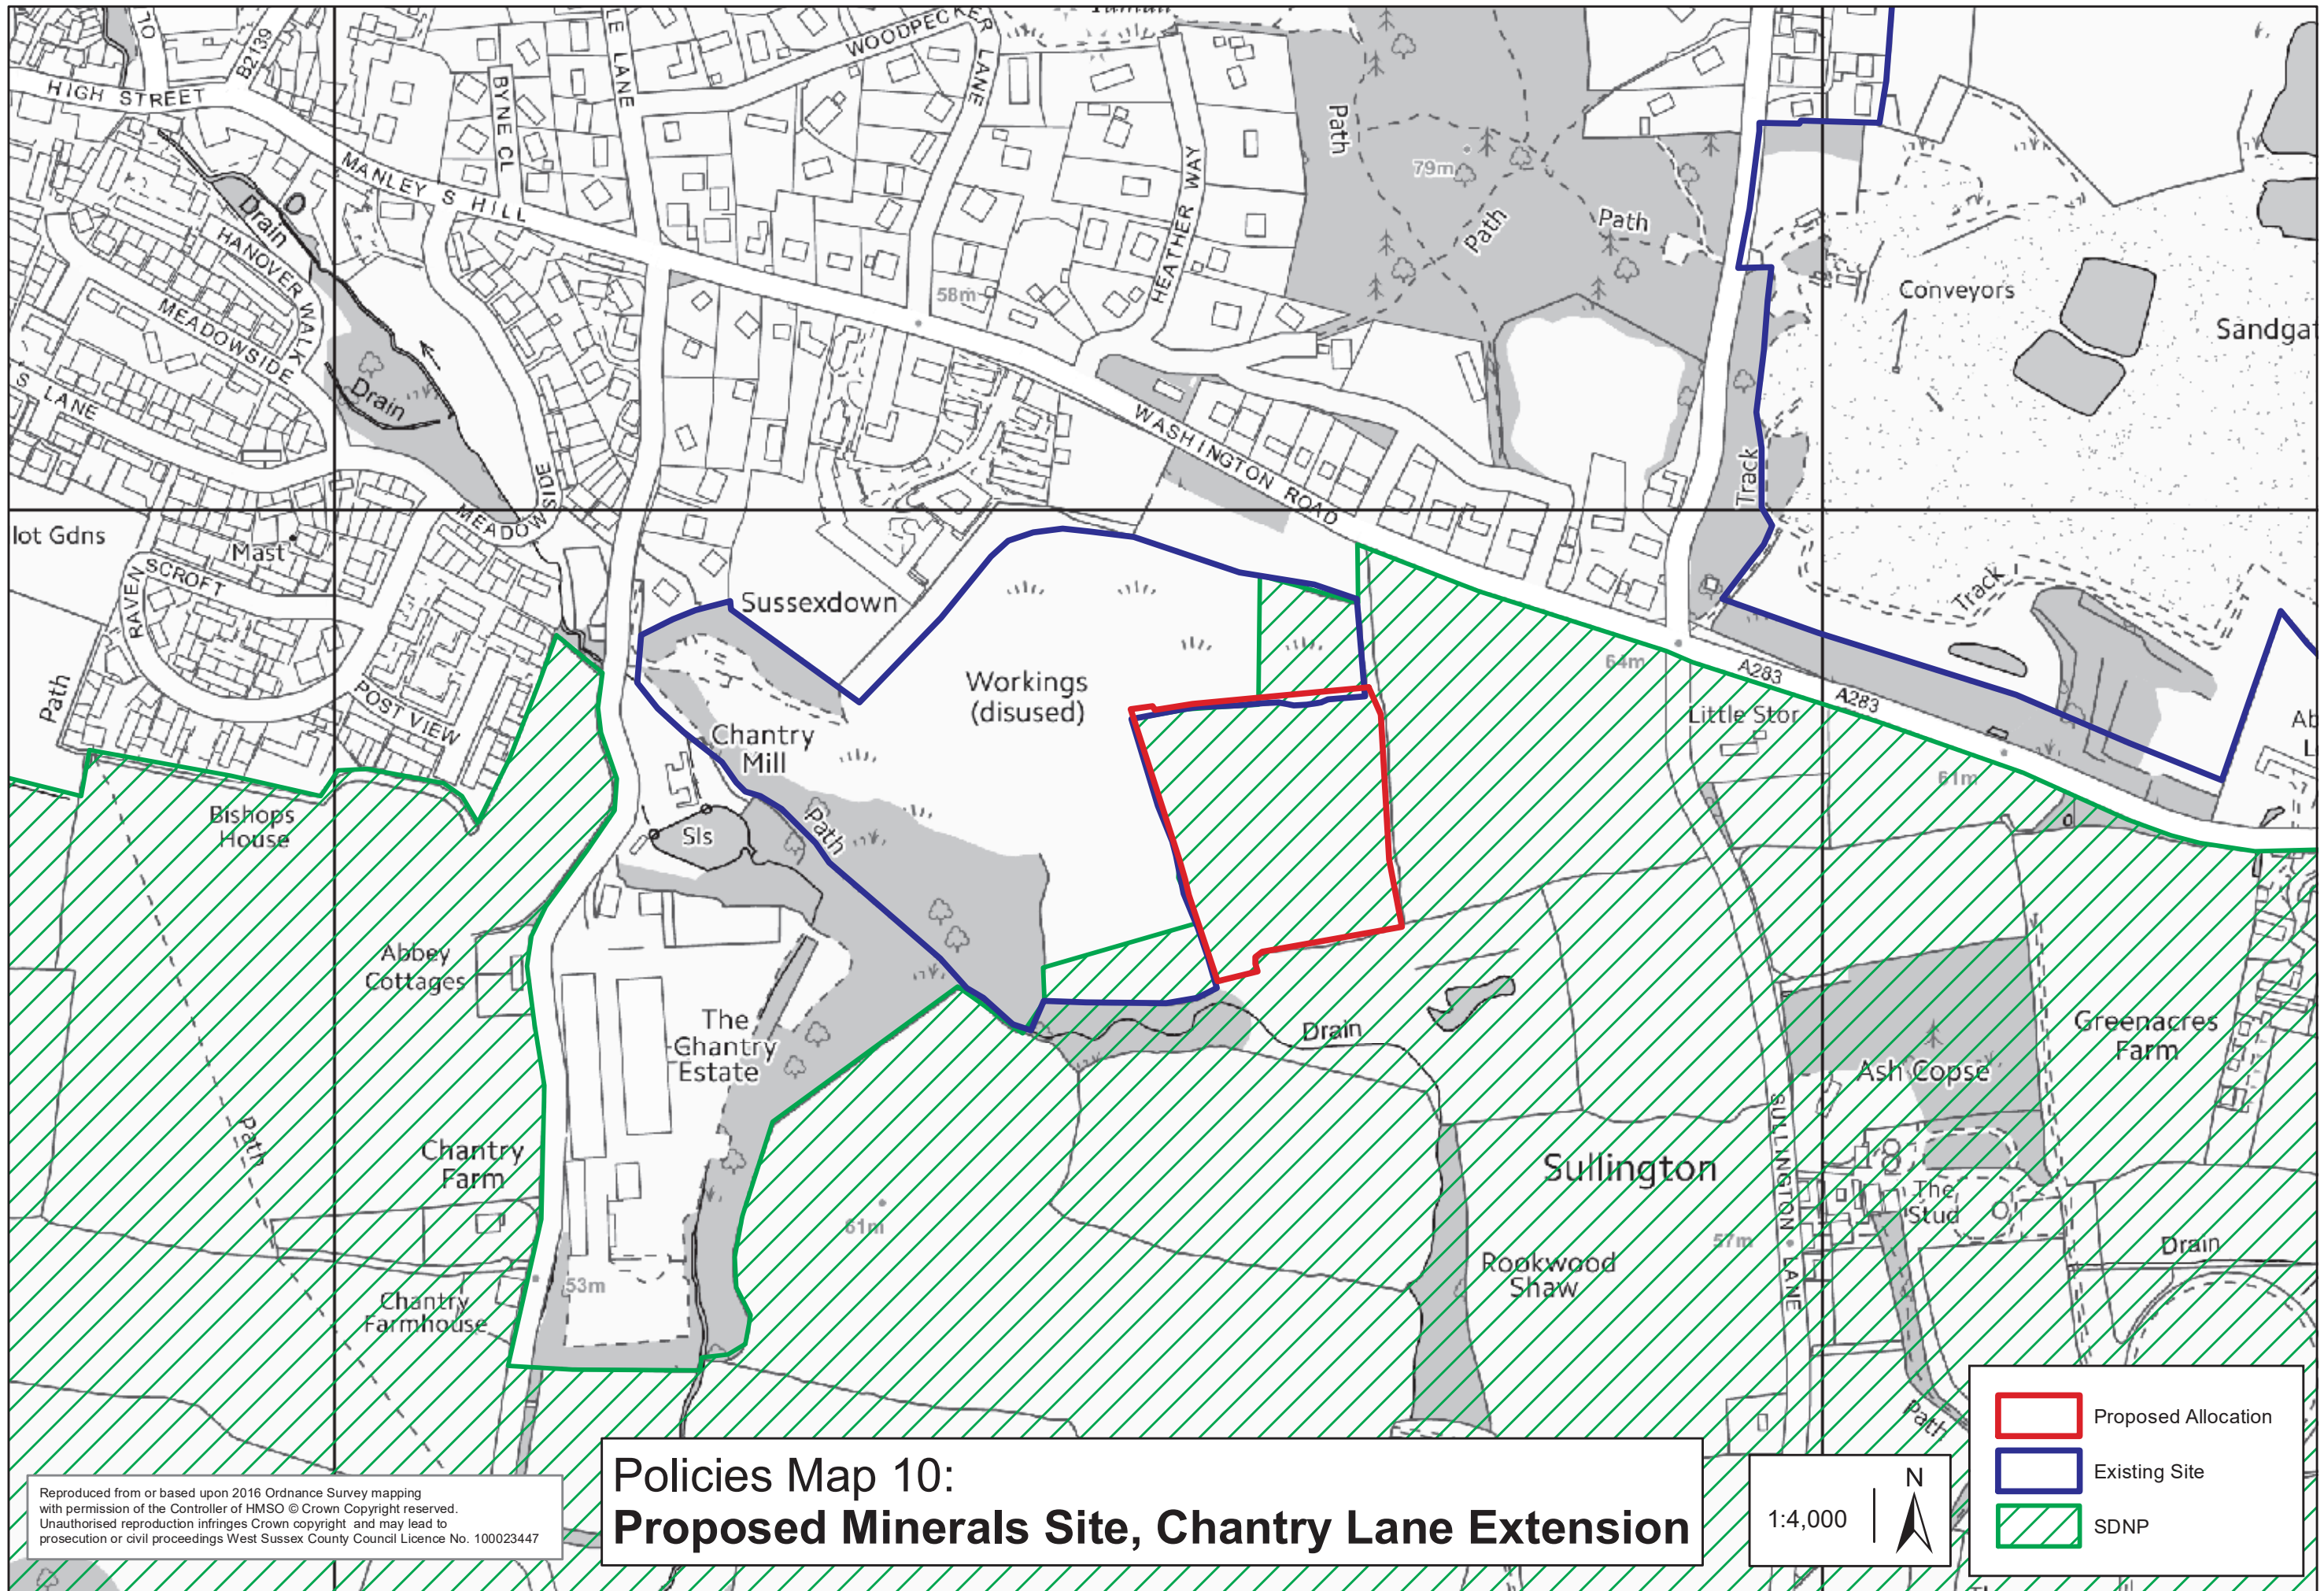 TO
B2139
HIGH STREET
BYNE CL
LE LANE
WOODPECKER LANE
MANLEY S HILL
Drain
HANOVER WALK
MEADOWSIDE
Drain
S LANE
58m
HEATHER WAY
Path
79m
Path
Path
Conveyors
Sandga
WASHINGTON ROAD
Track
MEADOWSIDE
lot Gdns
Mast
RAVENSCROFT
Path
POST VIEW
Sussexdown
Workings
(disused)
Chantry
Mill
Path
Sls
Track
64m
A283
A283
Little Stor
61m
Ab
L
Bishops
House
Abbey
Cottages
The
Chantry
Estate
Drain
Greenacres
Farm
Ash Copse
Path
Chantry
Farm
Sullington
SULLINGTON LANE
The
Stud
61m
57m
Drain
Rookwood
Shaw
53m
Chantry
Farmhouse
Path
Reproduced from or based upon 2016 Ordnance Survey mapping
with permission of the Controller of HMSO © Crown Copyright reserved.
Unauthorised reproduction infringes Crown copyright and may lead to
prosecution or civil proceedings West Sussex County Council Licence No. 100023447
Policies Map 10:
Proposed Minerals Site, Chantry Lane Extension
1:4,000
N
Proposed Allocation
Existing Site
SDNP